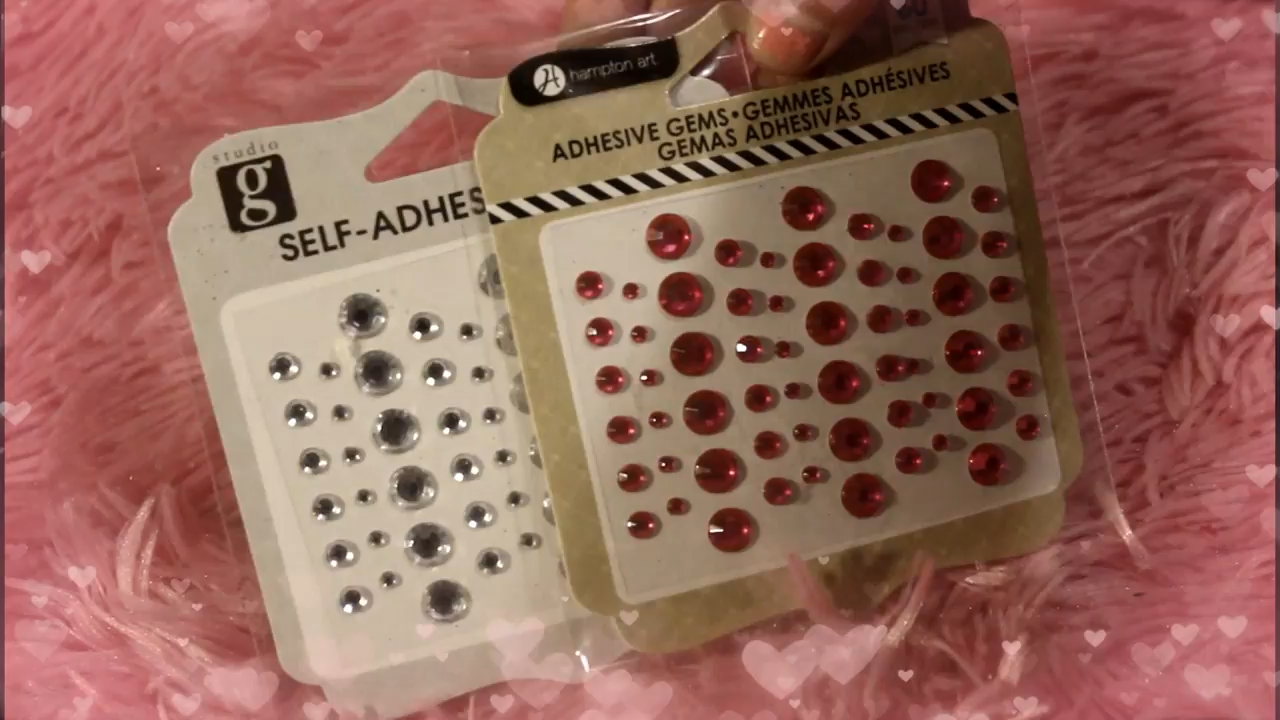 studio
g
SELF-ADHES
hampton art
ADHESIVE GEMS•GEMMES ADHÉSIVES
GEMAS ADHESIVAS